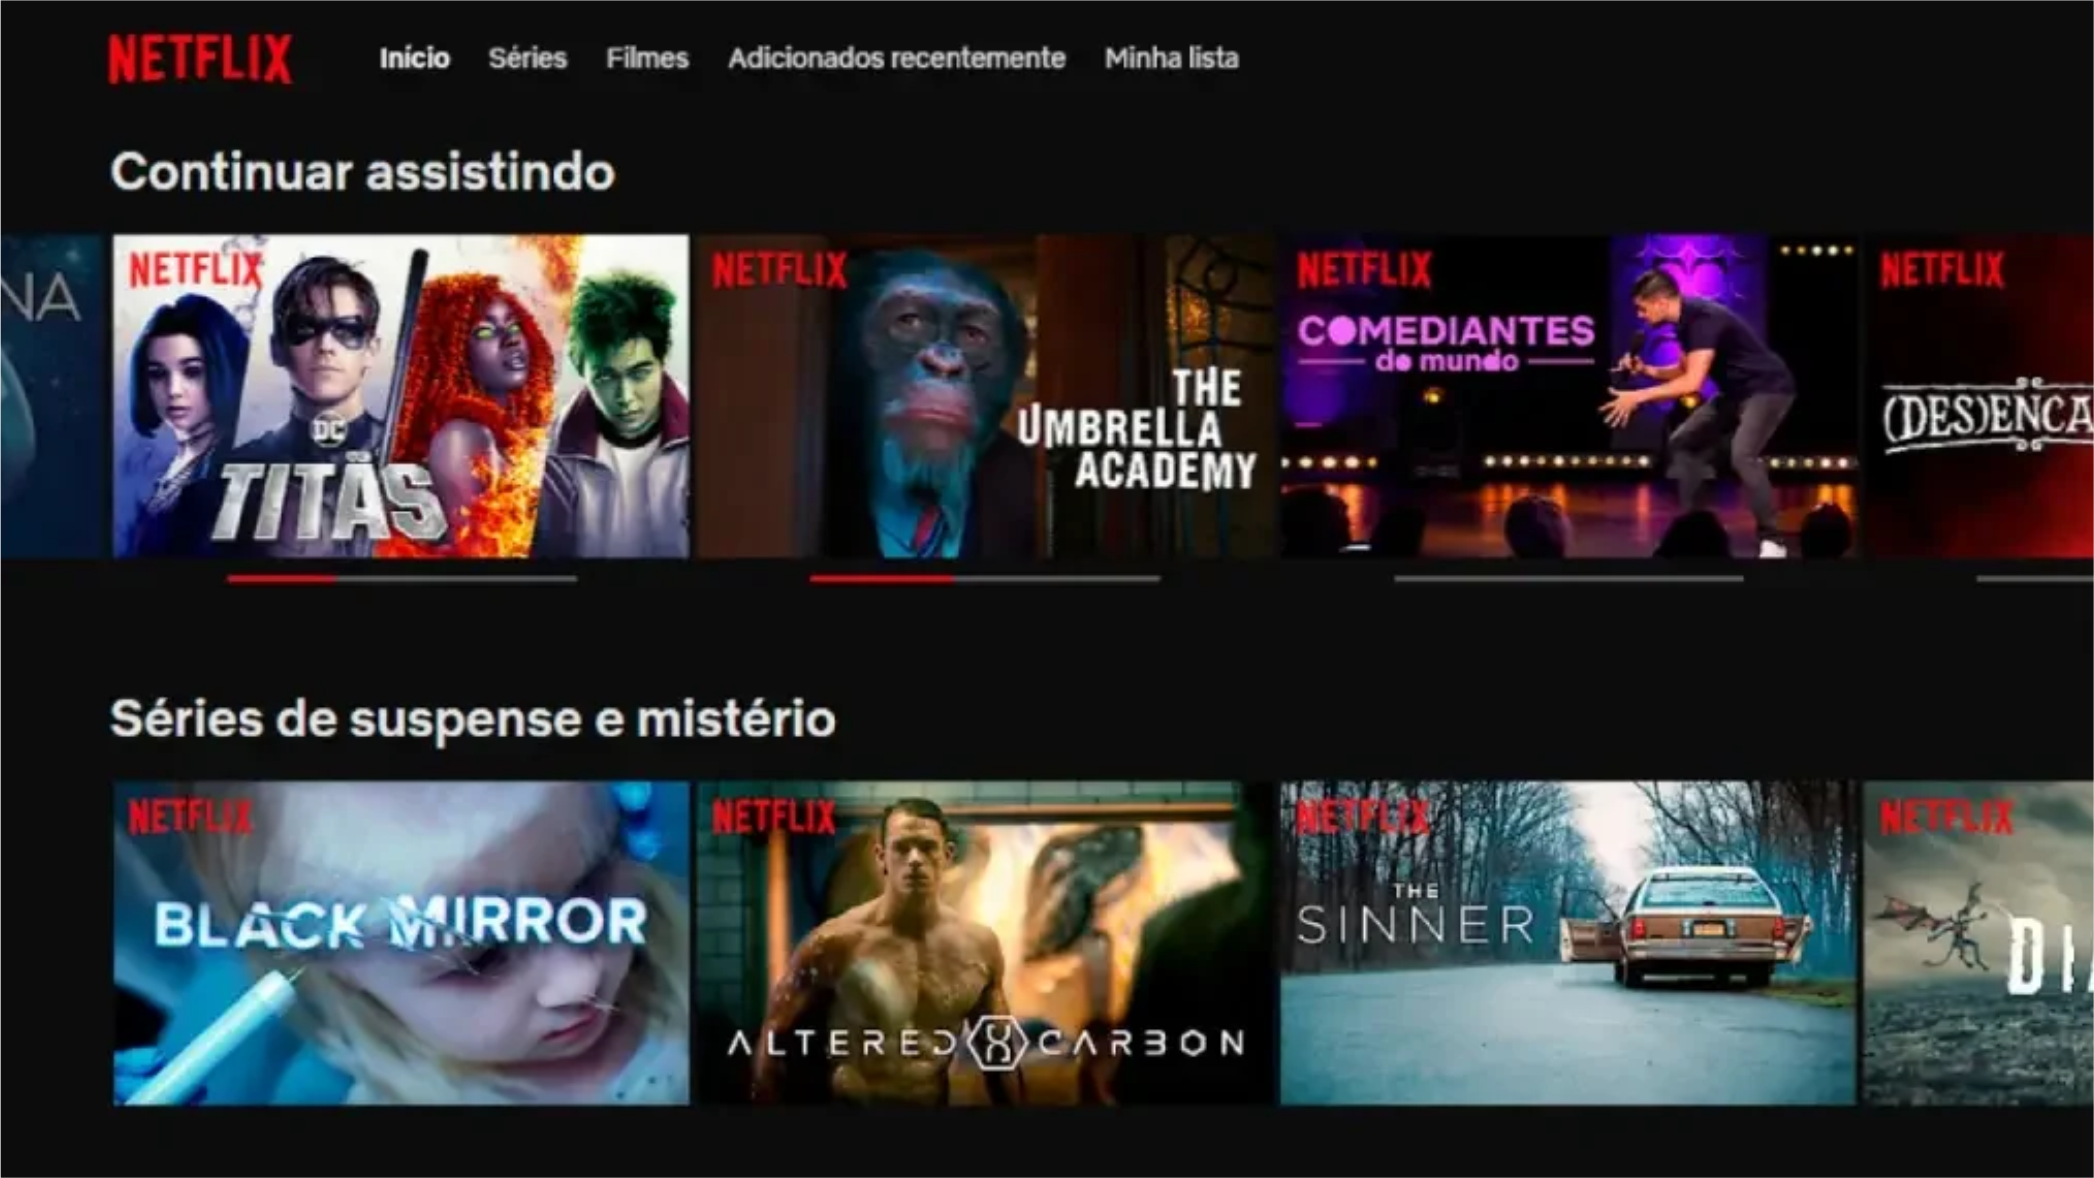 NETFLIX Início Séries Filmes Adicionados recentemente Minha lista
Continuar assistindo
NA
NETFLIX
DC
TITÃS
NETFLIX
THE
UMBRELLA
ACADEMY
NETFLIX
COMEDIANTES
do mundo
NETFLIX
(DES)ENCA
Séries de suspense e mistério
NETFLIX
BLACK MIRROR
NETFLIX
ALTERED CARBON
NETFLIX
THE
SINNER
NETFLIX
DI